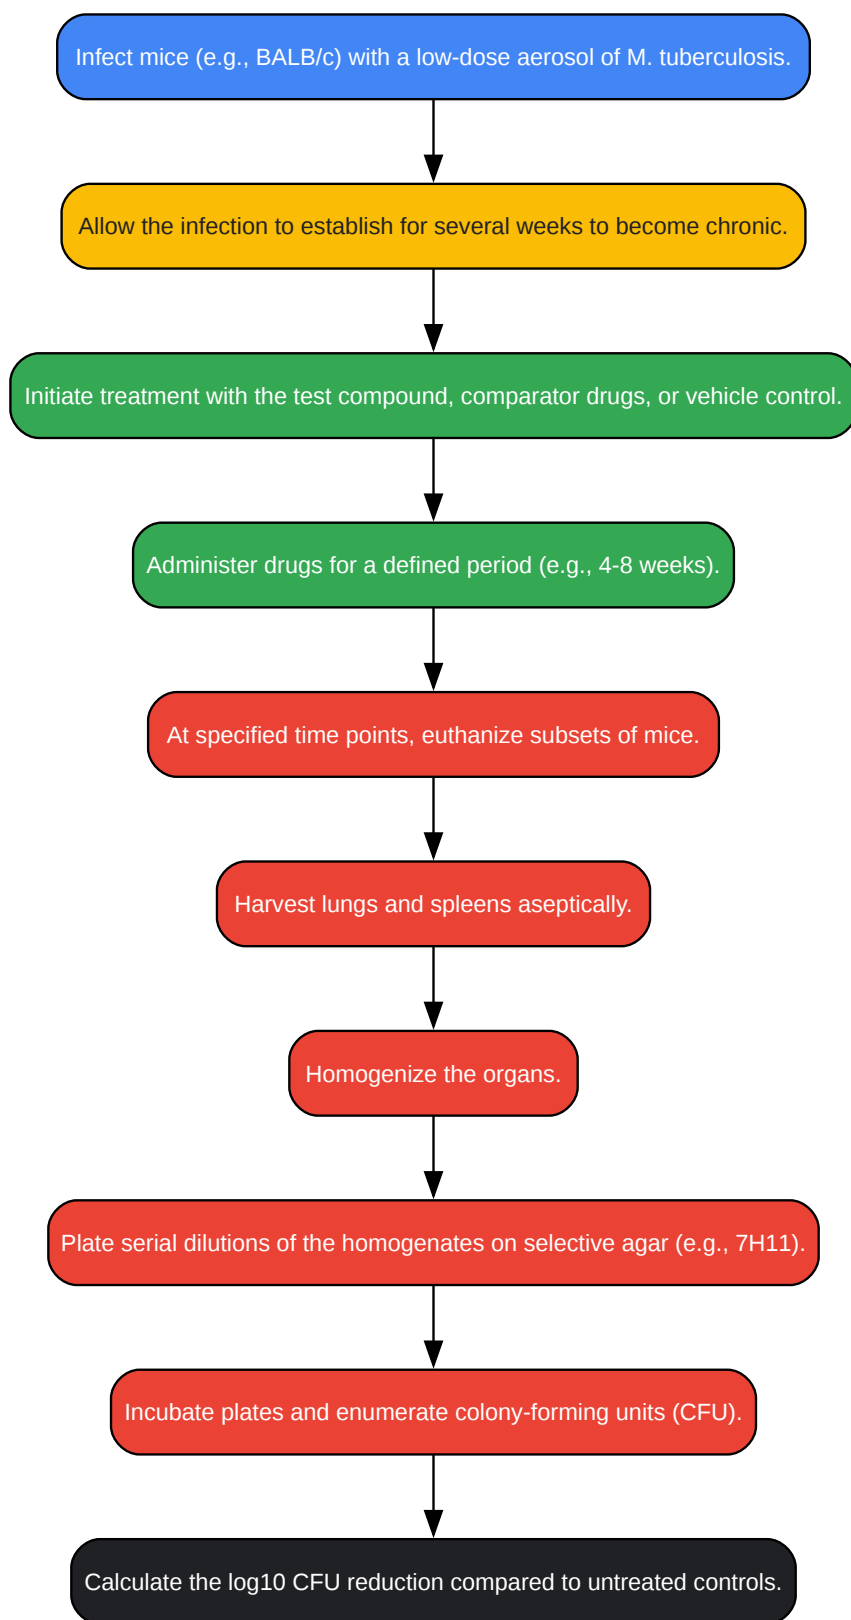 Infect mice (e.g., BALB/c) with a low-dose aerosol of M. tuberculosis.
Allow the infection to establish for several weeks to become chronic.
Initiate treatment with the test compound, comparator drugs, or vehicle control.
Administer drugs for a defined period (e.g., 4-8 weeks).
At specified time points, euthanize subsets of mice.
Harvest lungs and spleens aseptically.
Homogenize the organs.
Plate serial dilutions of the homogenates on selective agar (e.g., 7H11).
Incubate plates and enumerate colony-forming units (CFU).
Calculate the log10 CFU reduction compared to untreated controls.